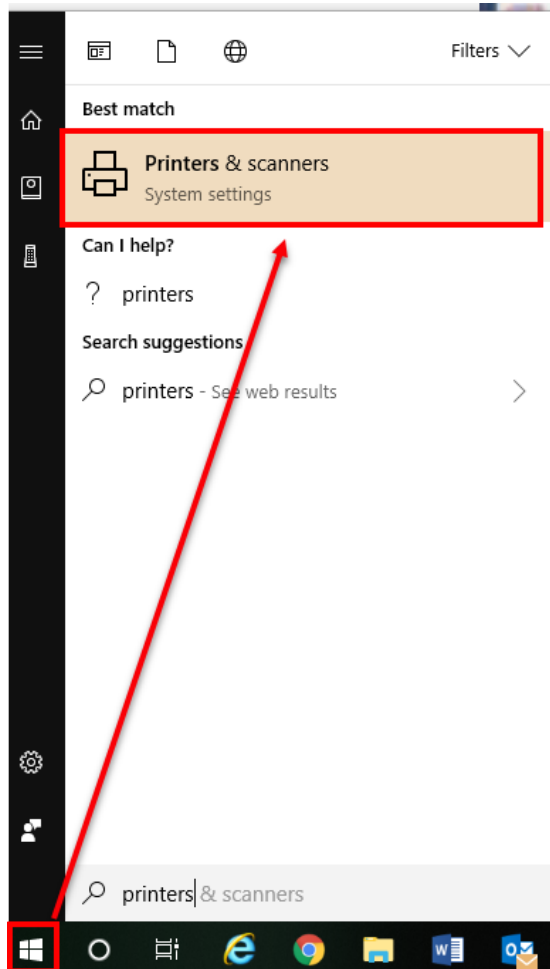 Filters
Best match
Printers & scanners
System settings
Can I help?
? printers
Search suggestions
printers - See web results
printers & scanners